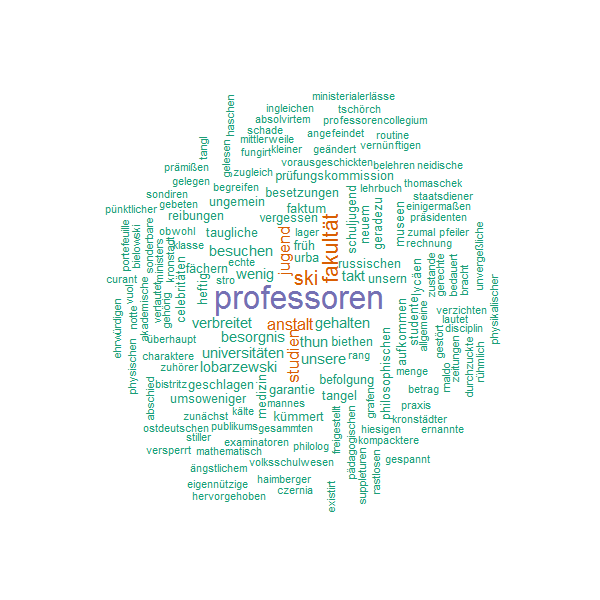 ministerialerlässe
ingleichen
tschörch
haschen
absolvirtem
professorencollegium
schade
angefeindet
routine
tangl
gelesen
mittlerweile
geändert
vernünftigen
fungirt
kleiner
vorausgeschickten
belehren
neidische
prämißen
zugleich
prüfungskommission
gelegen
begreifen
lehrbuch
thomaschek
sondiren
ungemein
besetzungen
schuljugend
staatsdiener
gebeten
faktum
neuern
geradezu
museen
einigermaßen
pünktlicher
reibungen
vergessen
fakultät
präsidenten
portefeuille
bielowski
sonderbare
obwohl
taugliche
jugend
lager
zumal
pfeiler
klasse
besuchen
früh
urba
rechnung
ministers
kronstadt
fächern
echte
wenig
ski
takt
russischen
unsern
lycäen
zustande
gerechte
bedauert
bracht
unvergeßliche
curant
vuol
verlautet
celebritäten
heftig
stro
professoren
physikalischer
ehrwürdigen
notte
akademische
gehörig
verbreitet
anstalt
gehalten
studente
allgemeine
verzichten
lautet
disciplin
überhaupt
besorgnis
studien
thun
biethen
aufkommen
gestört
zeitungen
durchzuckte
rühmlich
physischen
charaktere
universitäten
unsere
rang
philosophischen
zuhörer
lobarzewski
menge
maldo
bistritz
geschlagen
medizin
befolgung
betrag
abschied
umsoweniger
garantie
tangel
grafen
mannes
praxis
zunächst
kälte
kümmert
freigestellt
kronstädter
ostdeutschen
publikums
gesammten
pädagogischen
hiesigen
ernannte
stiller
examinatoren
philolog
kompacktere
versperrt
mathematisch
volksschulwesen
suppleturen
rastlosen
gespannt
ängstlichem
haimberger
eigennützige
czernia
existirt
hervorgehoben